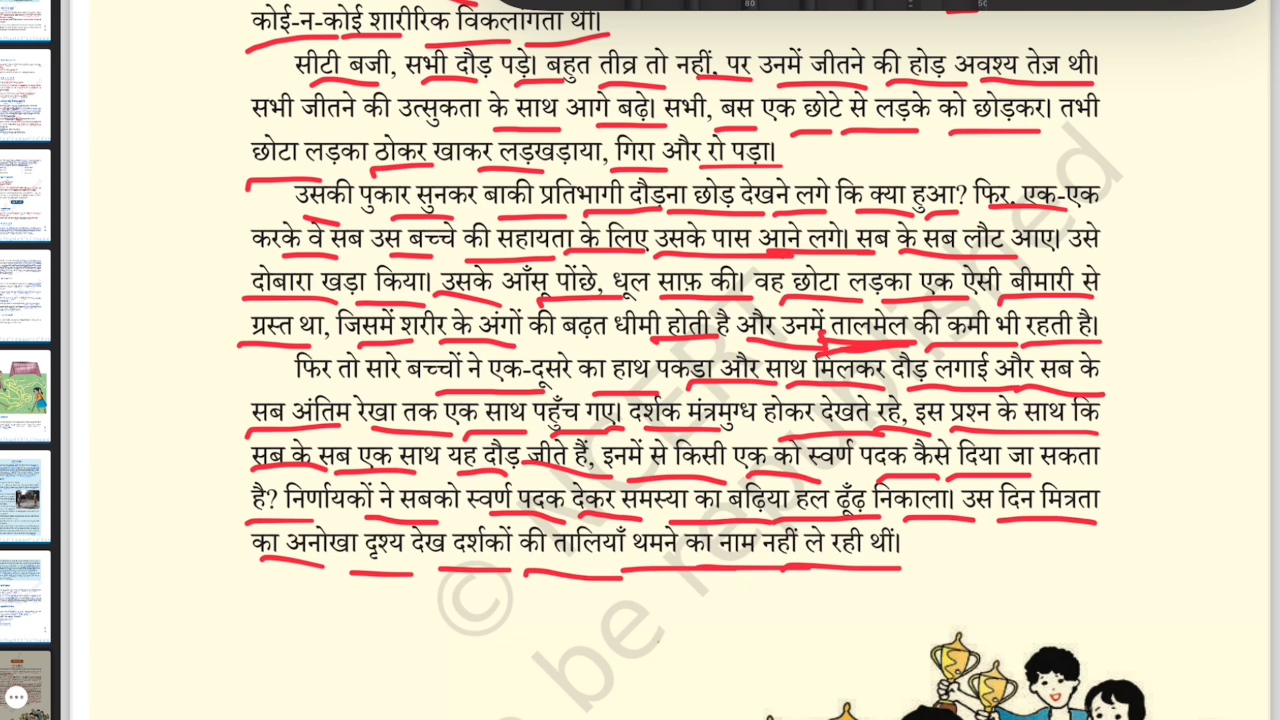 कोई-न-कोई शारीरिक विकलांगता थी।
सीटी बजी, सभी दौड़ पड़े। बहुत तीव्र तो नहीं, पर उनमें जीतने की होड़ अवश्य तेज थी।
सभी जीतने की उत्सुकता के साथ आगे बढ़े। सभी, बस एक छोटे से लड़के को छोड़कर। तभी
छोटा लड़का ठोकर खाकर लड़खड़ाया, गिरा और रो पड़ा।
उसकी पुकार सुनकर बाकी प्रतिभागी दौड़ना छोड़ देखने लगे कि क्या हुआ? फिर, एक-एक
करके वे सब उस बच्चे की सहायता के लिए उसके पास आने लगे। सब के सब लौट आए। उसे
दोबारा खड़ा किया। उसके आँसू पोंछे, धूल साफ़ की। वह छोटा लड़का एक ऐसी बीमारी से
ग्रस्त था, जिसमें शरीर के अंगों की बढ़त धीमी होती है और उनमें तालमेल की कमी भी रहती है।
फिर तो सारे बच्चों ने एक-दूसरे का हाथ पकड़ा और साथ मिलकर दौड़ लगाई और सब के
सब अंतिम रेखा तक एक साथ पहुँच गए। दर्शक मंत्रमुग्ध होकर देखते रहे, इस प्रश्न के साथ कि
सब के सब एक साथ यह दौड़ जीते हैं, इनमें से किसी एक को स्वर्ण पदक कैसे दिया जा सकता
है? निर्णायकों ने सबको स्वर्ण पदक देकर समस्या का बढ़िया हल ढूँढ़ निकाला। उस दिन मित्रता
का अनोखा दृश्य देख दर्शकों की तालियाँ थमने का नाम नहीं ले रही थीं।
© NCERT
be republished